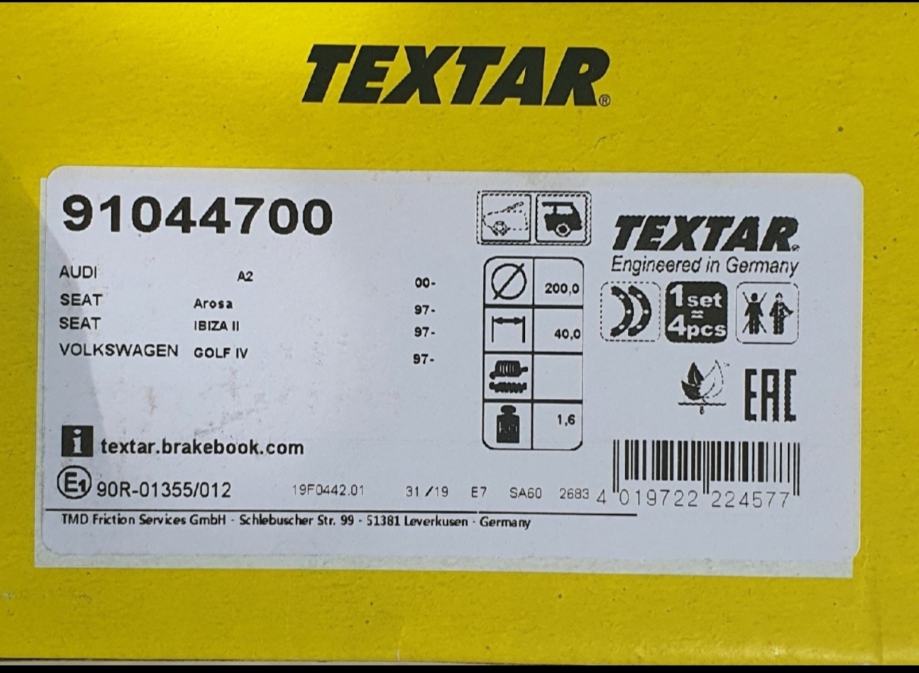 TEXTAR®
91044700
AUDI A2 00-
SEAT Arosa 97-
SEAT IBIZA II 97-
VOLKSWAGEN GOLF IV 97-
200,0
40,0
1,6
TEXTAR®
Engineered in Germany
1 set
=
4pcs
EAC
i textar.brakebook.com
E1 90R-01355/012 19F0442.01 31/19 E7 SA60 2683
4 019722 224577
TMD Friction Services GmbH - Schlebuscher Str. 99 - 51381 Leverkusen - Germany